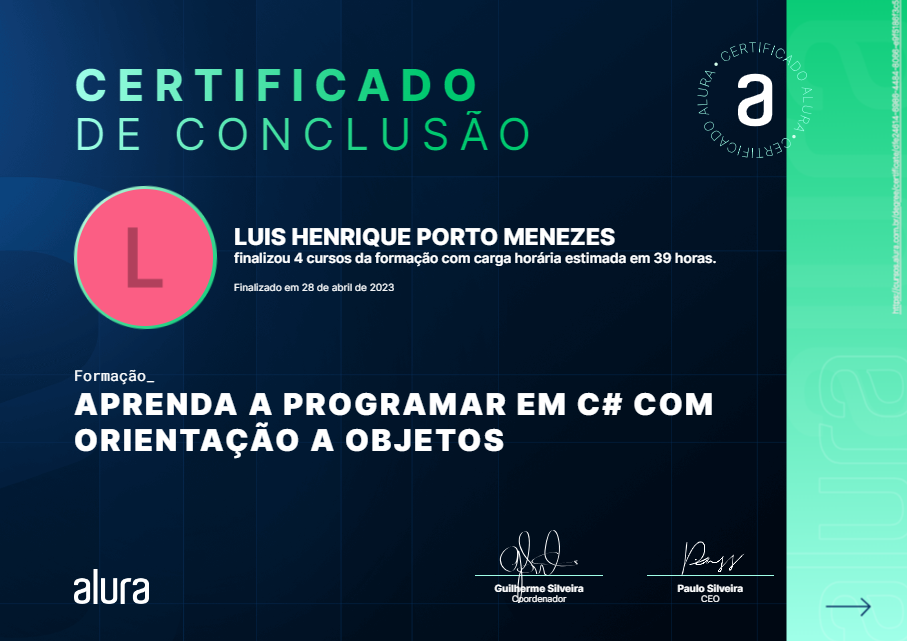 CERTIFICADO
DE CONCLUSÃO
CERTIFICADO ALURA • CERTIFICADO ALURA •
a
L
LUIS HENRIQUE PORTO MENEZES
finalizou 4 cursos da formação com carga horária estimada em 39 horas.
Finalizado em 28 de abril de 2023
Formação_
APRENDA A PROGRAMAR EM C# COM
ORIENTAÇÃO A OBJETOS
alura
Guilherme Silveira
Coordenador
Paulo Silveira
CEO
alura